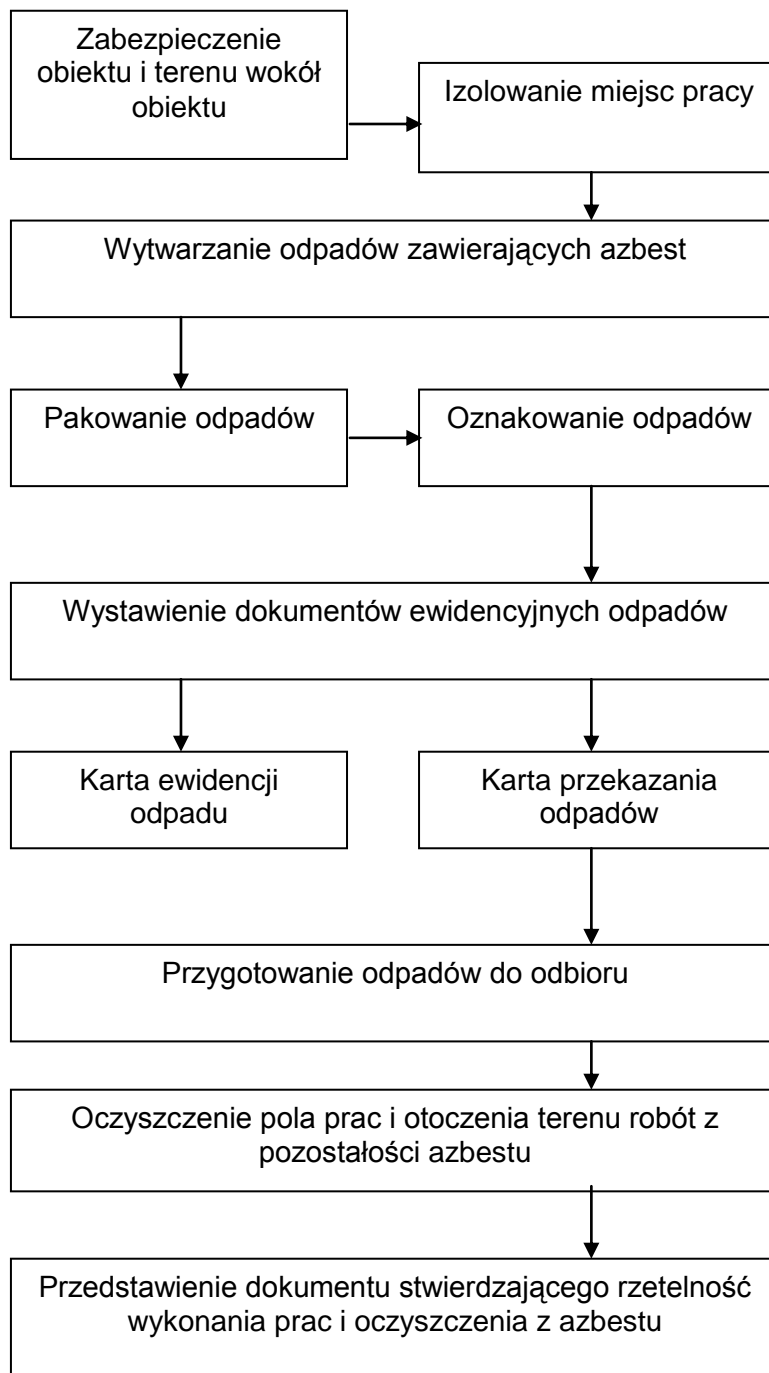 Zabezpieczenie
obiektu i terenu wokół
obiektu
Izolowanie miejsc pracy
Wytwarzanie odpadów zawierających azbest
Pakowanie odpadów
Oznakowanie odpadów
Wystawienie dokumentów ewidencyjnych odpadów
Karta ewidencji
odpadu
Karta przekazania
odpadów
Przygotowanie odpadów do odbioru
Oczyszczenie pola prac i otoczenia terenu robót z
pozostałości azbestu
Przedstawienie dokumentu stwierdzającego rzetelność
wykonania prac i oczyszczenia z azbestu